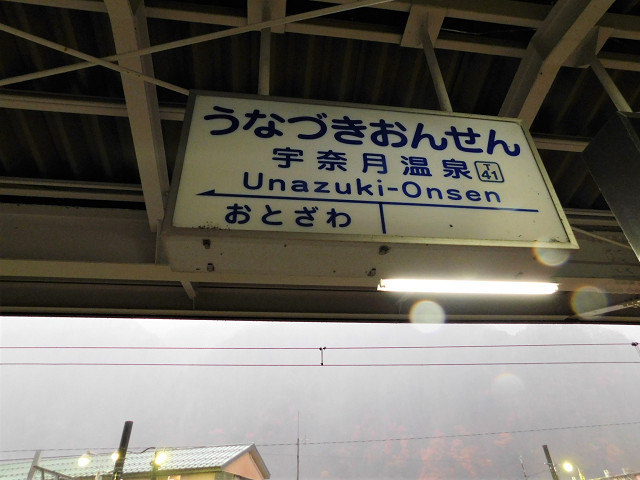 うなづきおんせん
宇奈月温泉 T41
Unazuki-Onsen
おとざわ